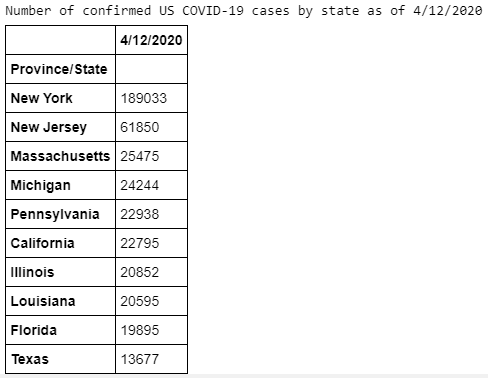 Number of confirmed US COVID-19 cases by state as of 4/12/2020
4/12/2020
Province/State
New York 189033
New Jersey 61850
Massachusetts 25475
Michigan 24244
Pennsylvania 22938
California 22795
Illinois 20852
Louisiana 20595
Florida 19895
Texas 13677